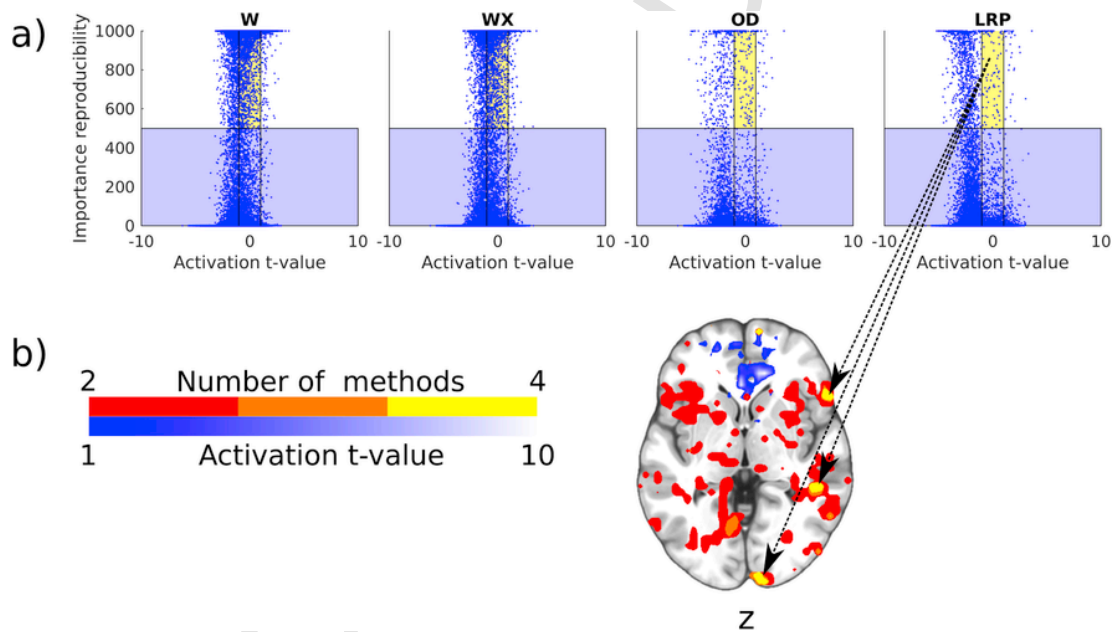 a)
W WX OD LRP
Importance reproducibility
1000
800
600
400
200
0
-10 0 10 -10 0 10 -10 0 10 -10 0 10
Activation t-value Activation t-value Activation t-value Activation t-value
b)
2 Number of methods 4
1 Activation t-value 10
z